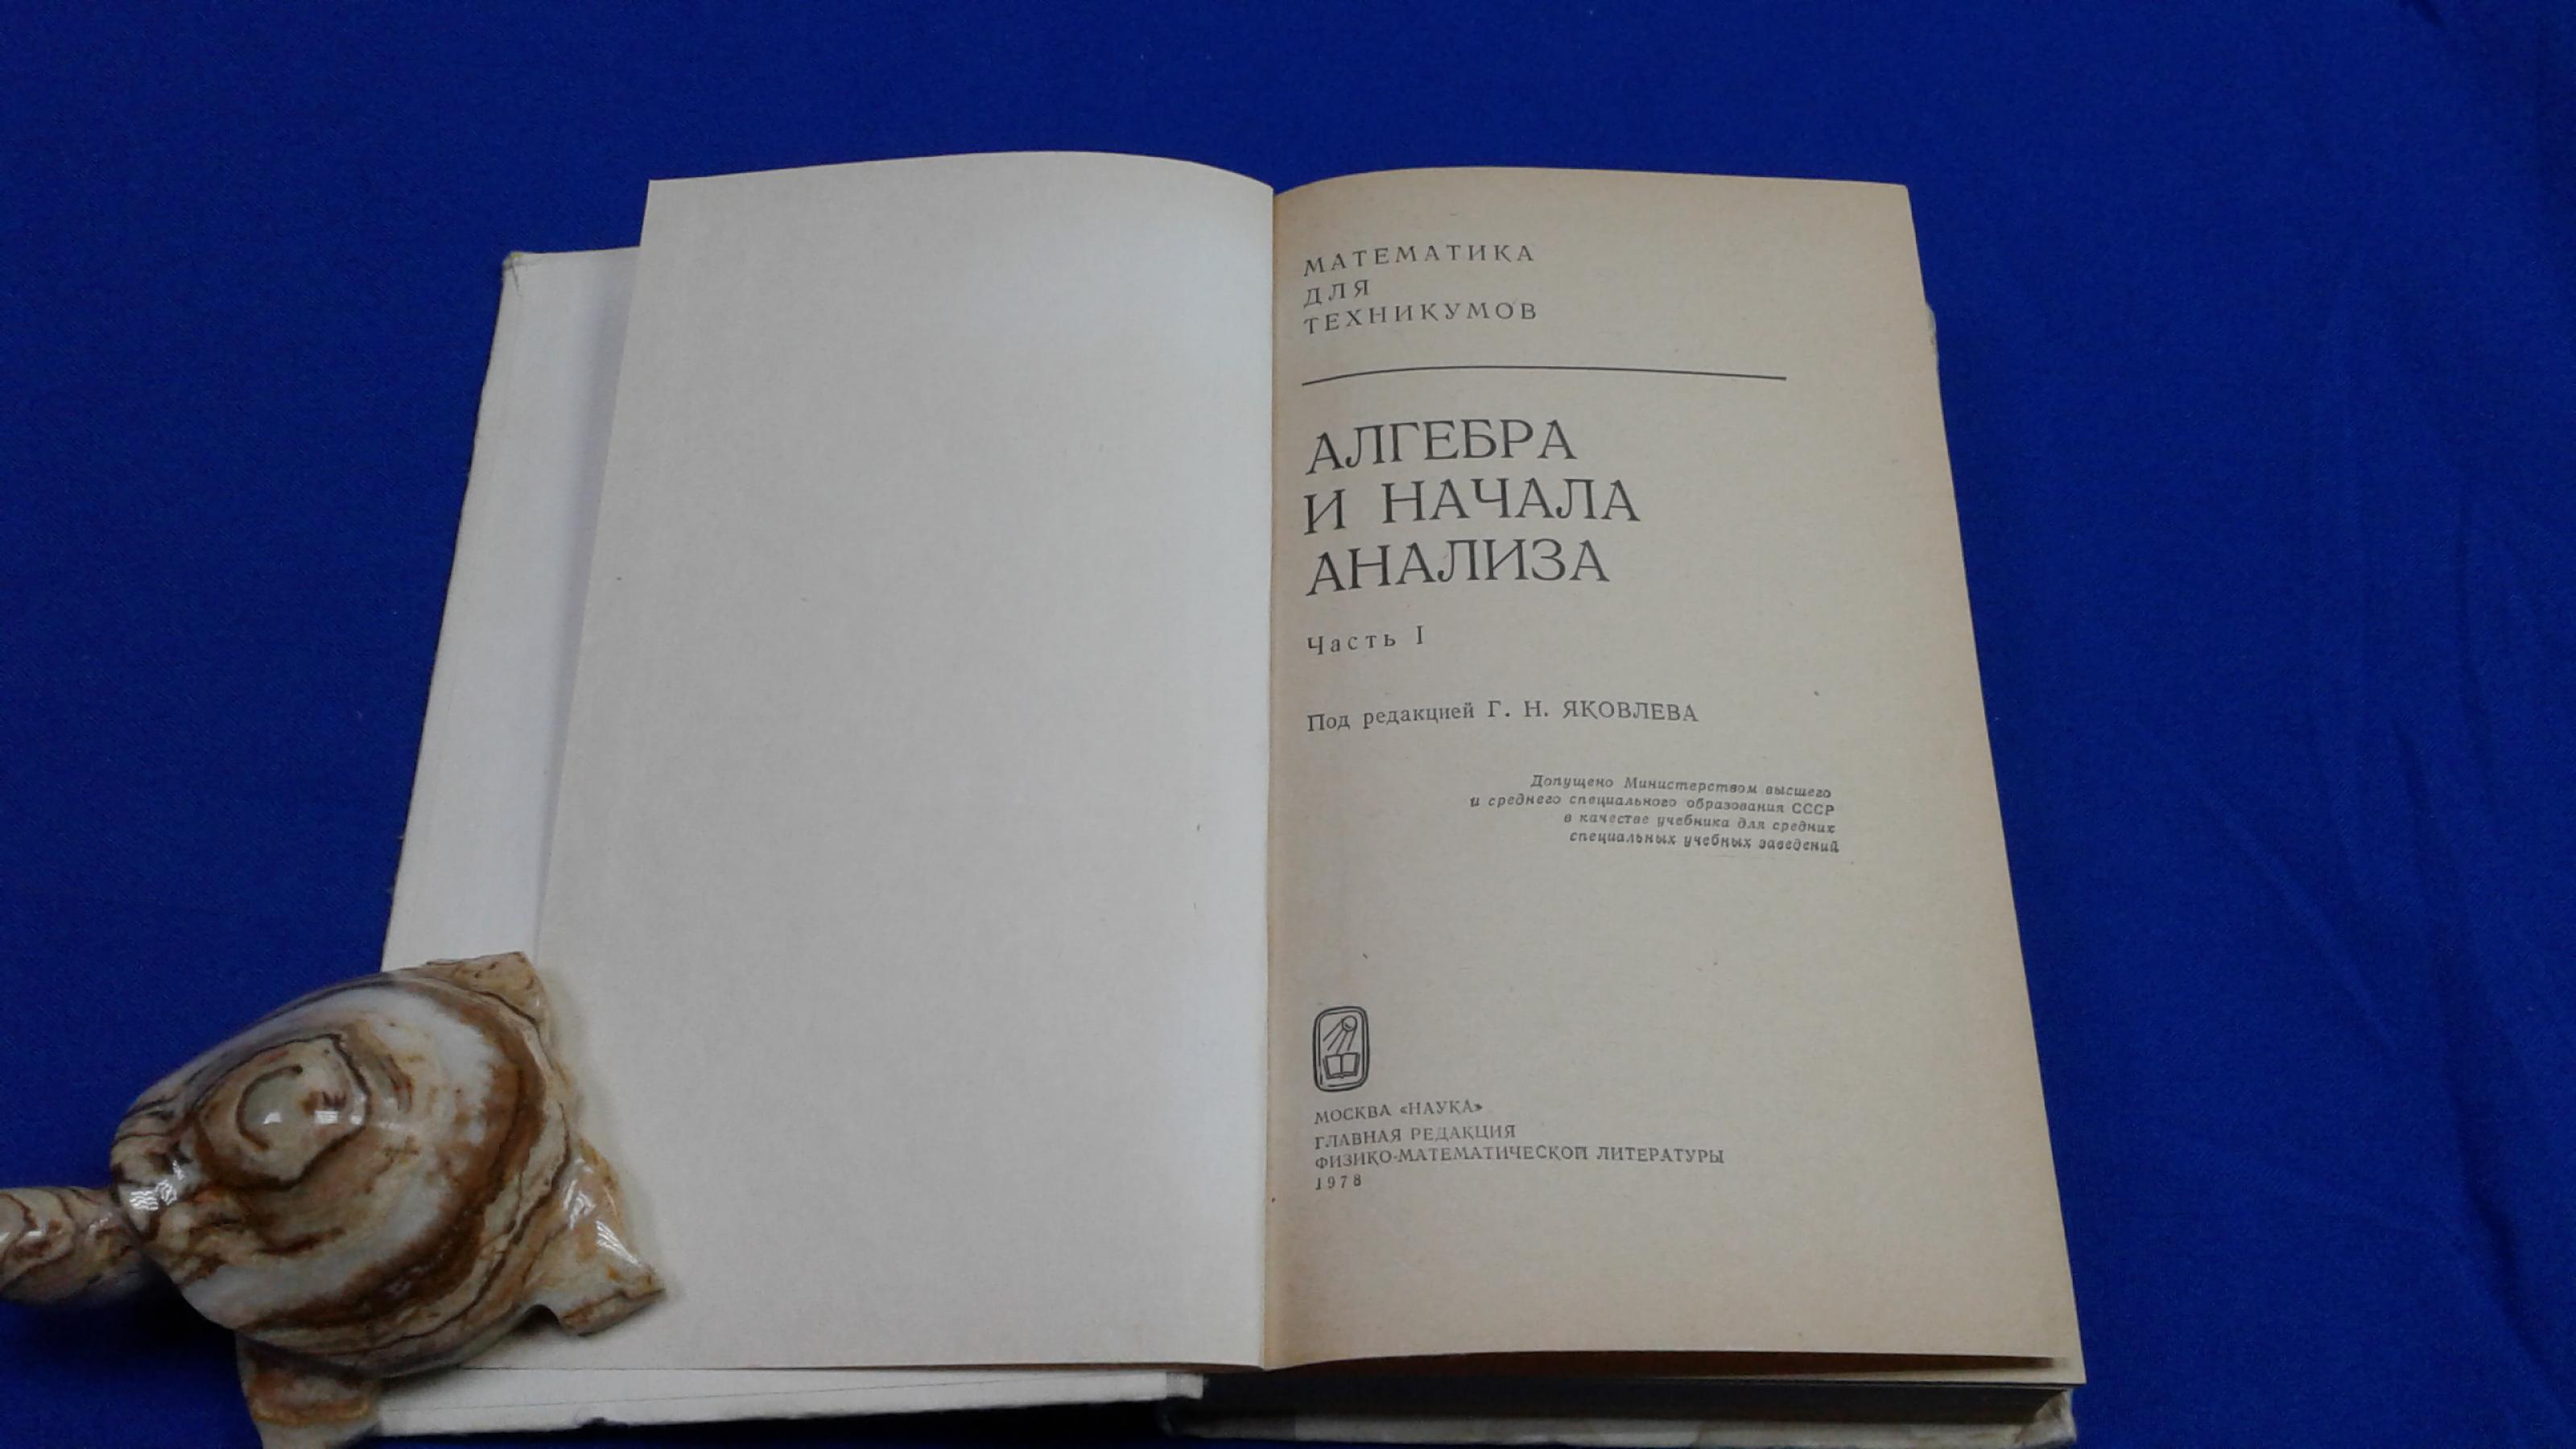 МАТЕМАТИКА
ДЛЯ
ТЕХНИКУМОВ
АЛГЕБРА
И НАЧАЛА
АНАЛИЗА
Часть I
Под редакцией Г. Н. ЯКОВЛЕВА
Допущено Министерством высшего
и среднего специального образования СССР
в качестве учебника для средних
специальных учебных заведений
МОСКВА «НАУКА»
ГЛАВНАЯ РЕДАКЦИЯ
ФИЗИКО-МАТЕМАТИЧЕСКОЙ ЛИТЕРАТУРЫ
1978